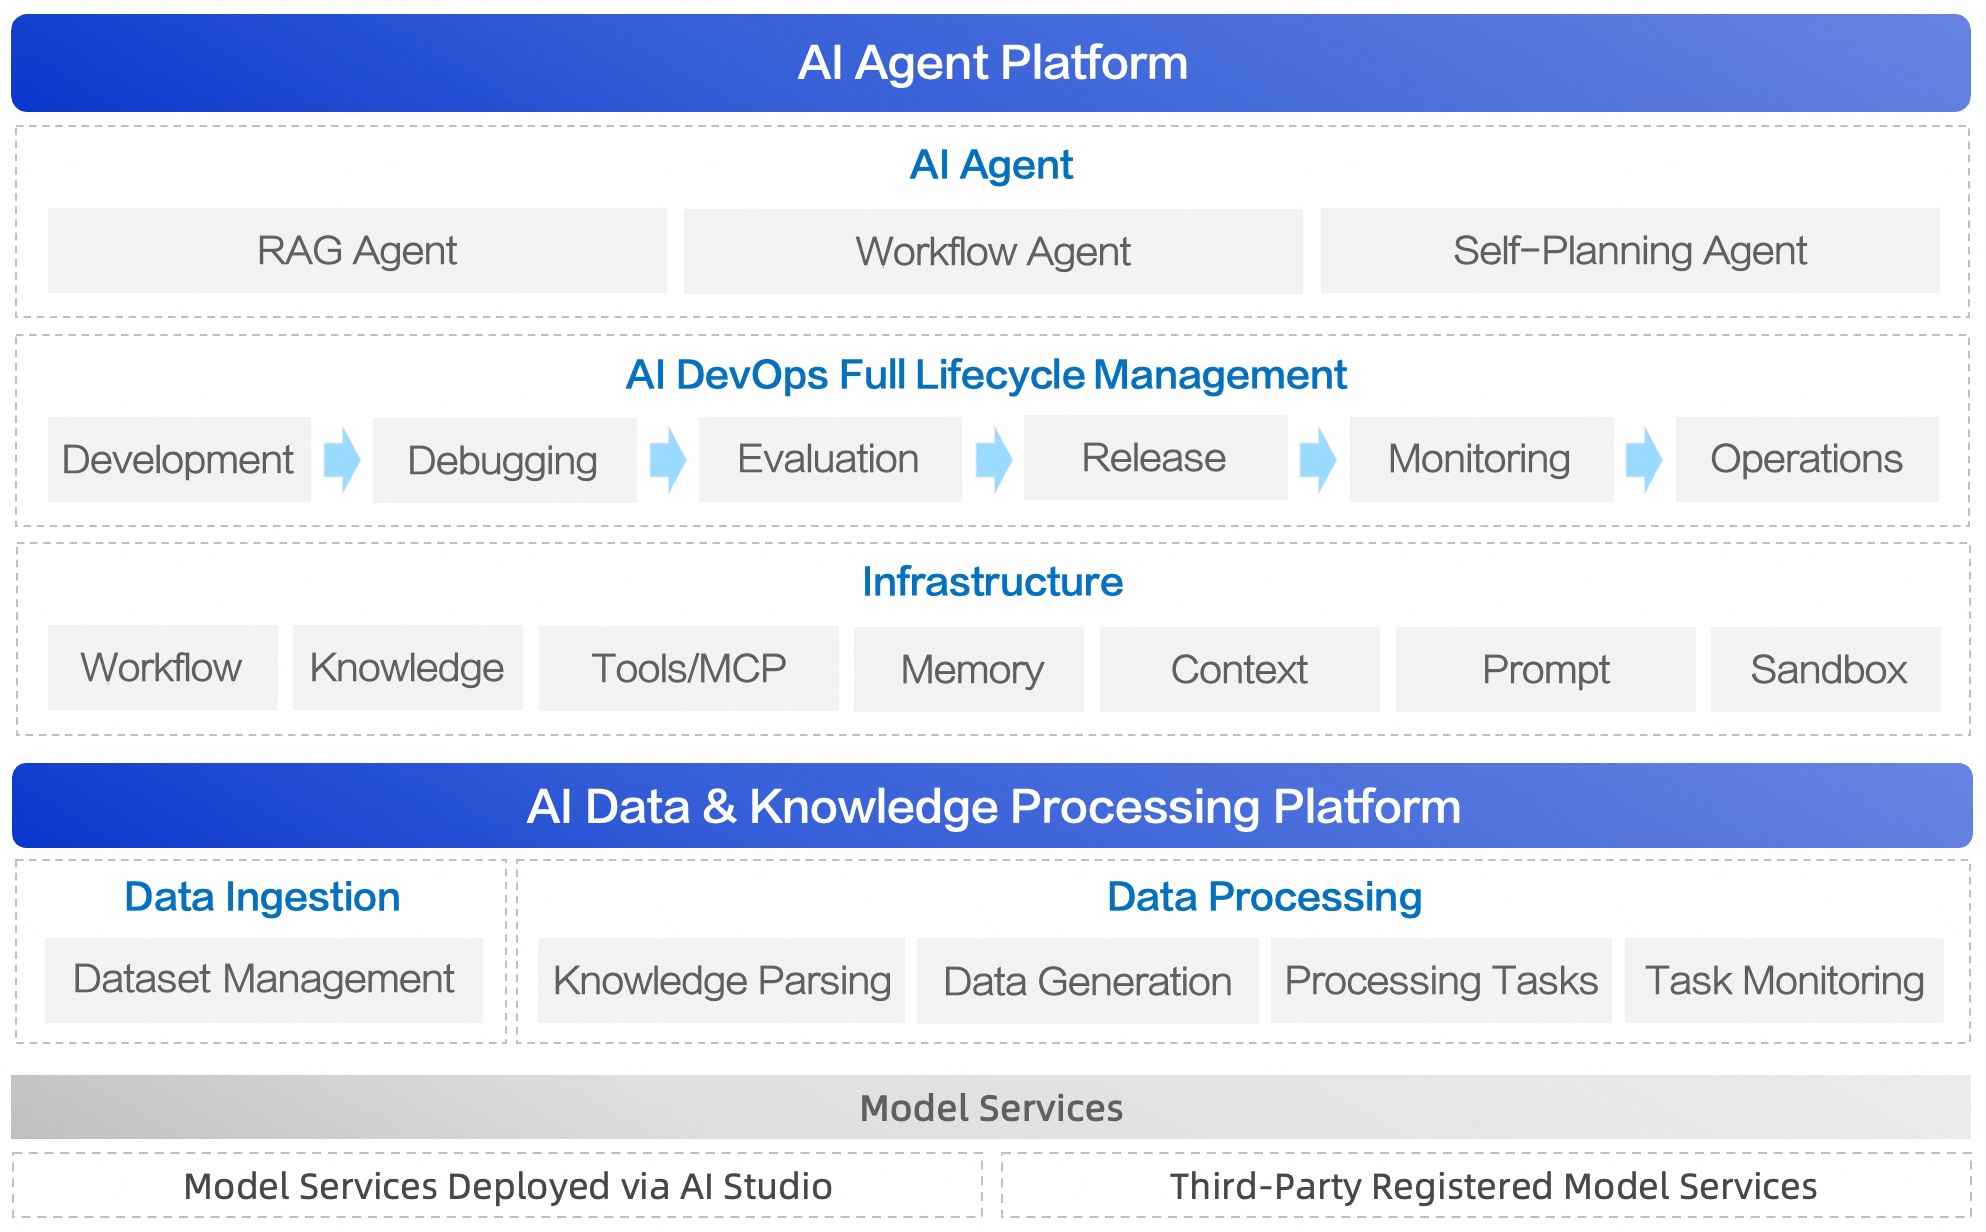 AI Agent Platform
AI Agent
RAG Agent
Workflow Agent
Self-Planning Agent
AI DevOps Full Lifecycle Management
Development
Debugging
Evaluation
Release
Monitoring
Operations
Infrastructure
Workflow
Knowledge
Tools/MCP
Memory
Context
Prompt
Sandbox
AI Data & Knowledge Processing Platform
Data Ingestion
Dataset Management
Data Processing
Knowledge Parsing
Data Generation
Processing Tasks
Task Monitoring
Model Services
Model Services Deployed via AI Studio
Third-Party Registered Model Services